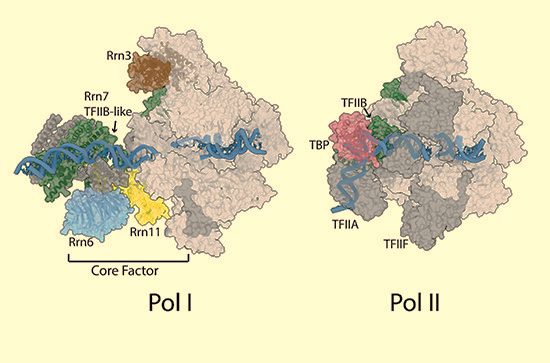 Rrn3
Rrn7
TFIIB-like
Rrn6
Rrn11
Core Factor
Pol I
TFIIB
TBP
TFIIA
TFIIF
Pol II